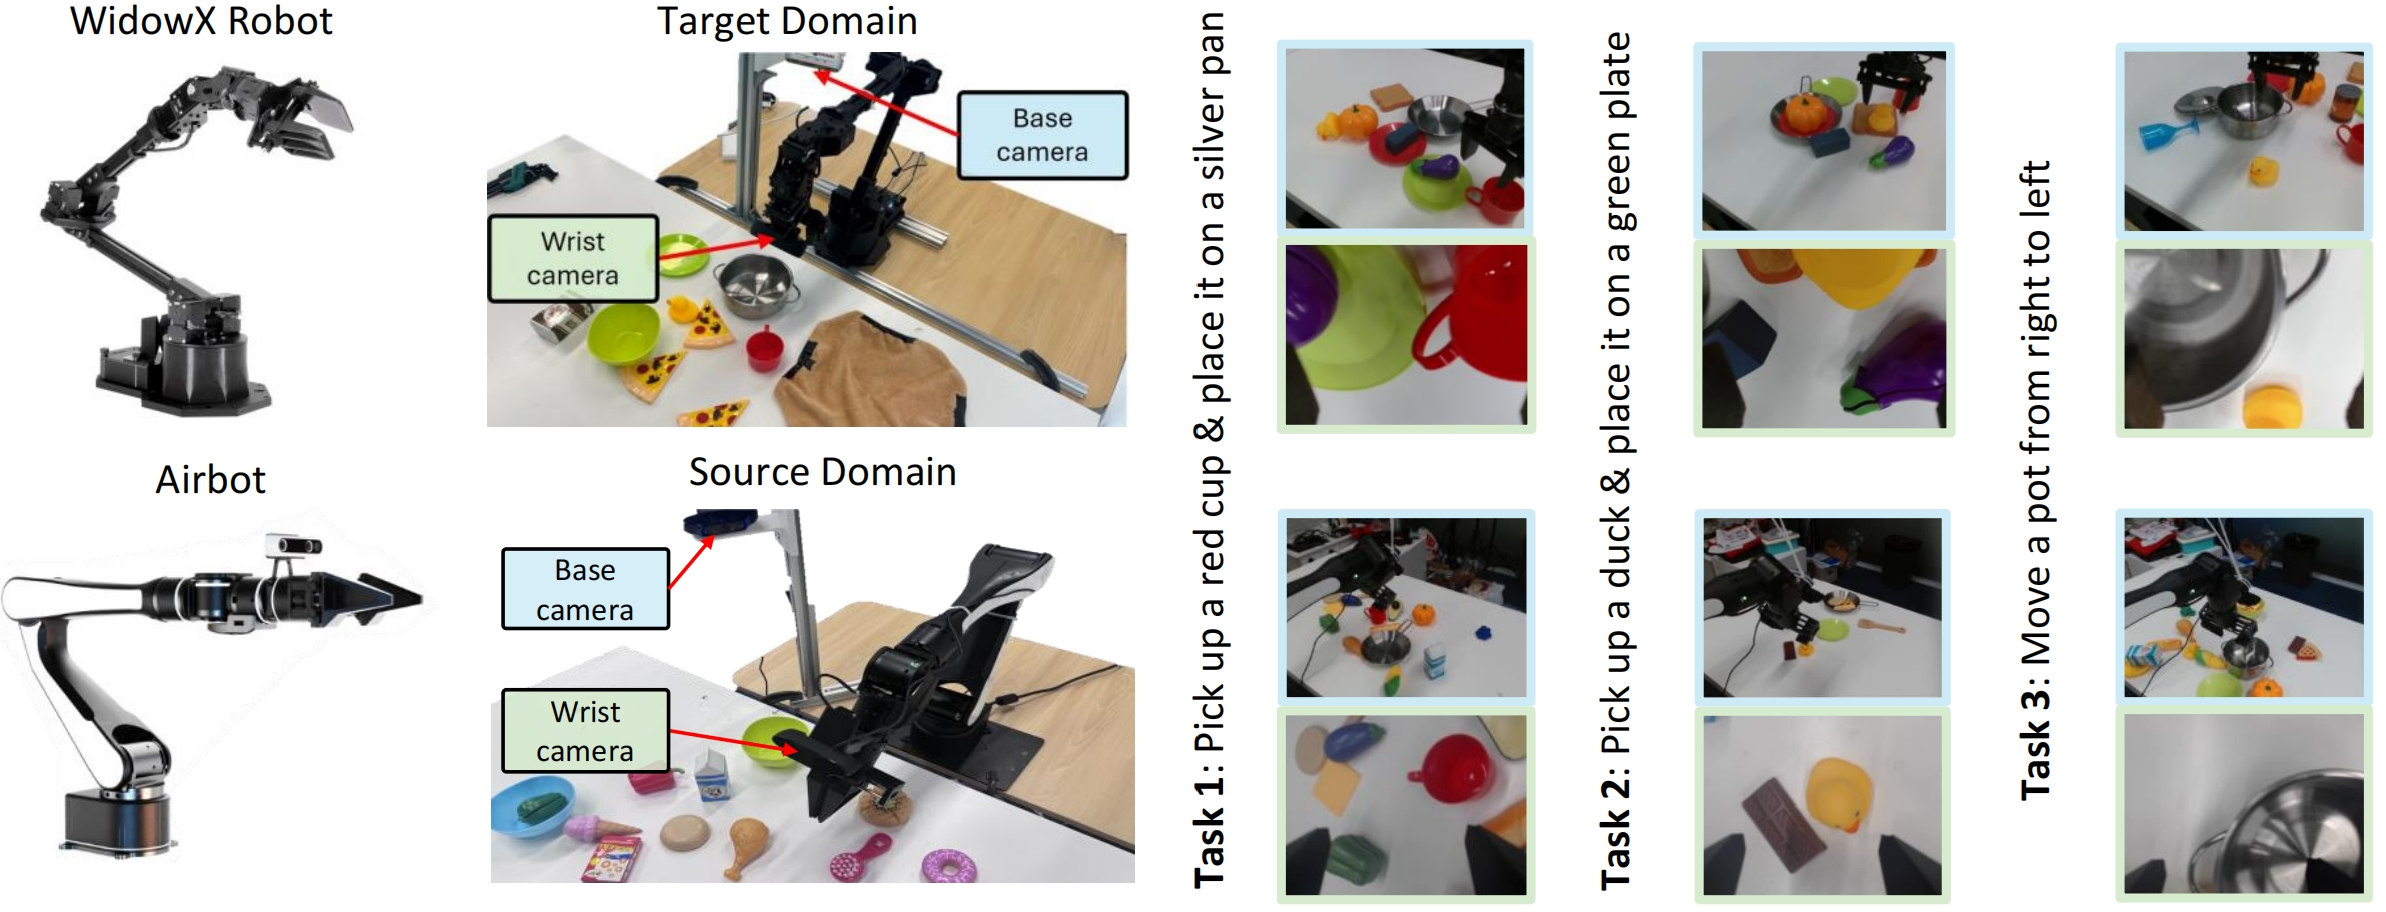 WidowX Robot
Target Domain
Base
camera
Wrist
camera
Airbot
Source Domain
Base
camera
Wrist
camera
Task 1: Pick up a red cup & place it on a silver pan
Task 2: Pick up a duck & place it on a green plate
Task 3: Move a pot from right to left